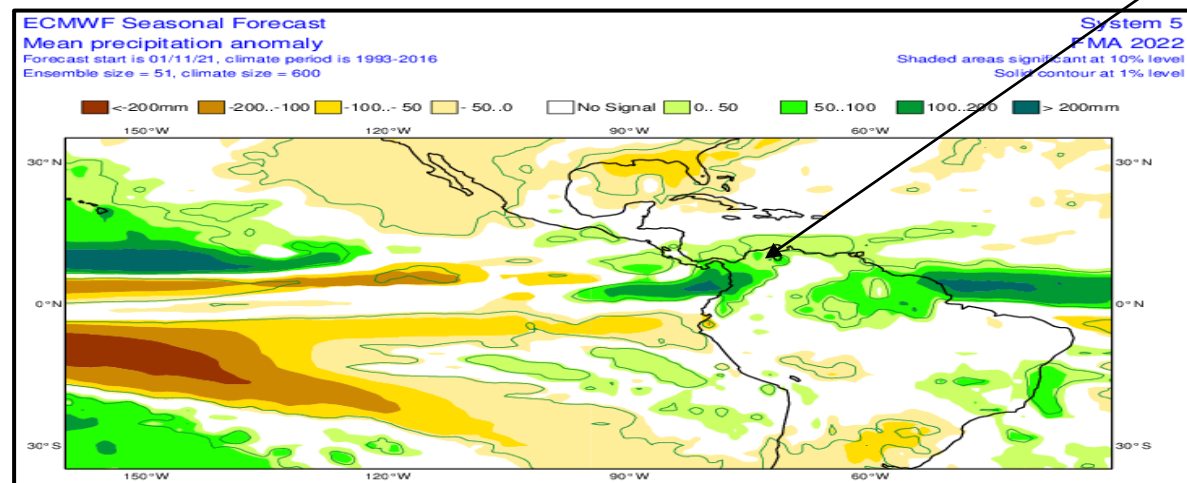 ECMWF Seasonal Forecast System 5
Mean precipitation anomaly FMA 2022
Forecast start is 01/11/21, climate period is 1993-2016 Shaded areas significant at 10% level
Ensemble size = 51, climate size = 600 Solid contour at 1% level
<-200mm -200..-100 -100..- 50 - 50..0 No Signal 0.. 50 50..100 100..200 > 200mm
150°W 120°W 90°W 60°W
30°N 30°N
0°N 0°N
30°S 30°S
150°W 120°W 90°W 60°W